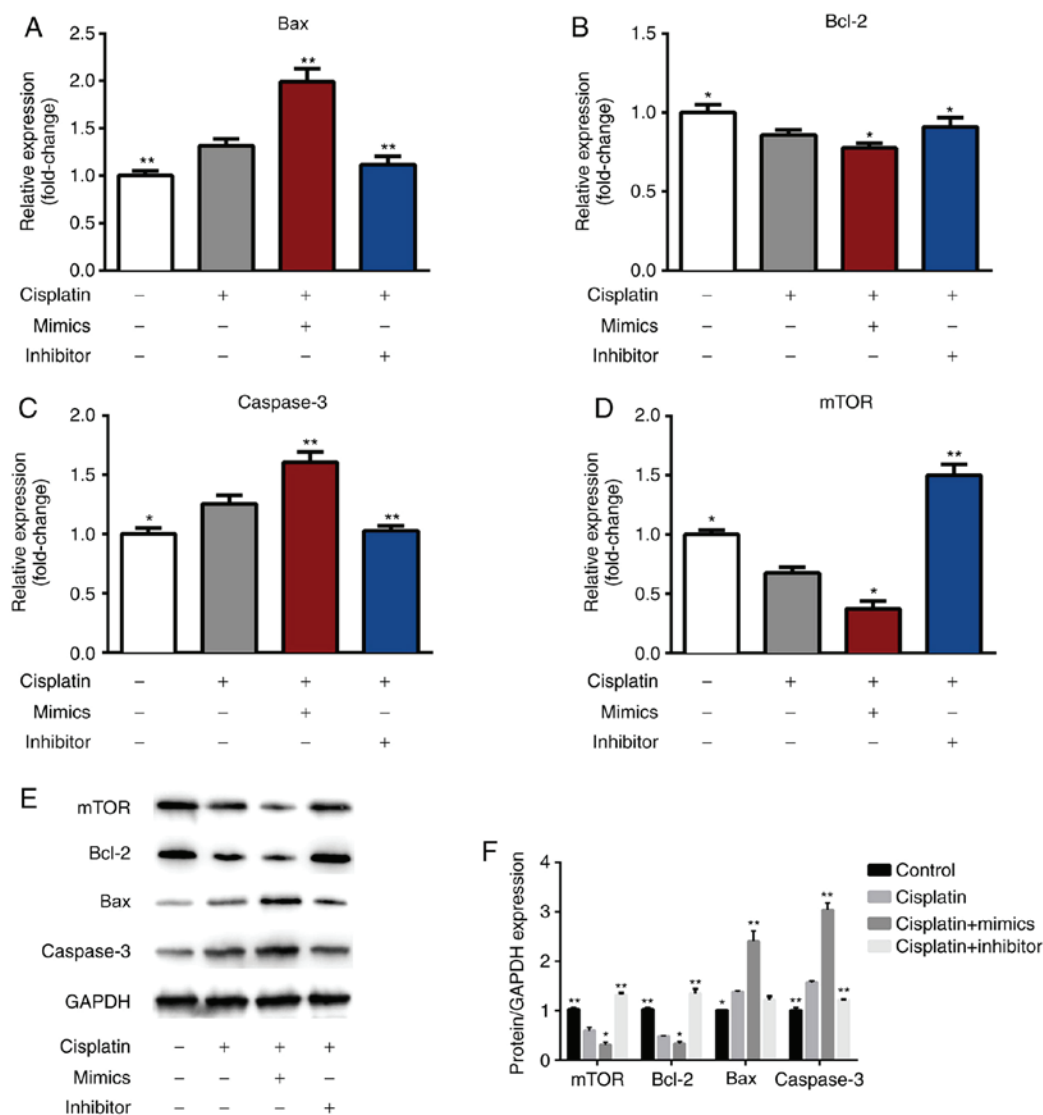 A
Bax
Relative expression
(fold-change)
2.5
2.0
1.5
1.0
0.5
0.0
**
**
**
Cisplatin – + + +
Mimics – – + –
Inhibitor – – – +
B
Bcl-2
Relative expression
(fold-change)
1.5
1.0
0.5
0.0
*
*
*
Cisplatin – + + +
Mimics – – + –
Inhibitor – – – +
C
Caspase-3
Relative expression
(fold-change)
2.0
1.5
1.0
0.5
0.0
*
**
**
Cisplatin – + + +
Mimics – – + –
Inhibitor – – – +
D
mTOR
Relative expression
(fold-change)
2.0
1.5
1.0
0.5
0.0
*
*
**
Cisplatin – + + +
Mimics – – + –
Inhibitor – – – +
E
mTOR
Bcl-2
Bax
Caspase-3
GAPDH
Cisplatin – + + +
Mimics – – + –
Inhibitor – – – +
F
Protein/GAPDH expression
4
3
2
1
0
** * **
** * **
* **
** ** **
mTOR Bcl-2 Bax Caspase-3
Control
Cisplatin
Cisplatin+mimics
Cisplatin+inhibitor